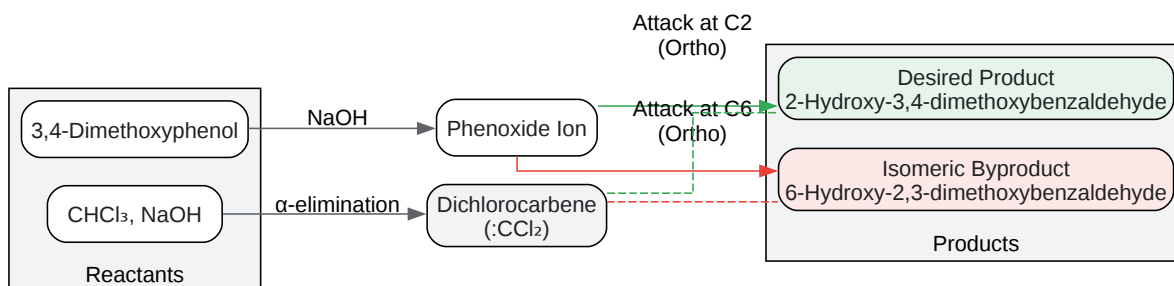 Attack at C2
(Ortho)
Desired Product
2-Hydroxy-3,4-dimethoxybenzaldehyde
Attack at C6
(Ortho)
3,4-Dimethoxyphenol
NaOH
Phenoxide Ion
Isomeric Byproduct
6-Hydroxy-2,3-dimethoxybenzaldehyde
CHCl₃, NaOH
α-elimination
Dichlorocarbene
(:CCl₂)
Products
Reactants